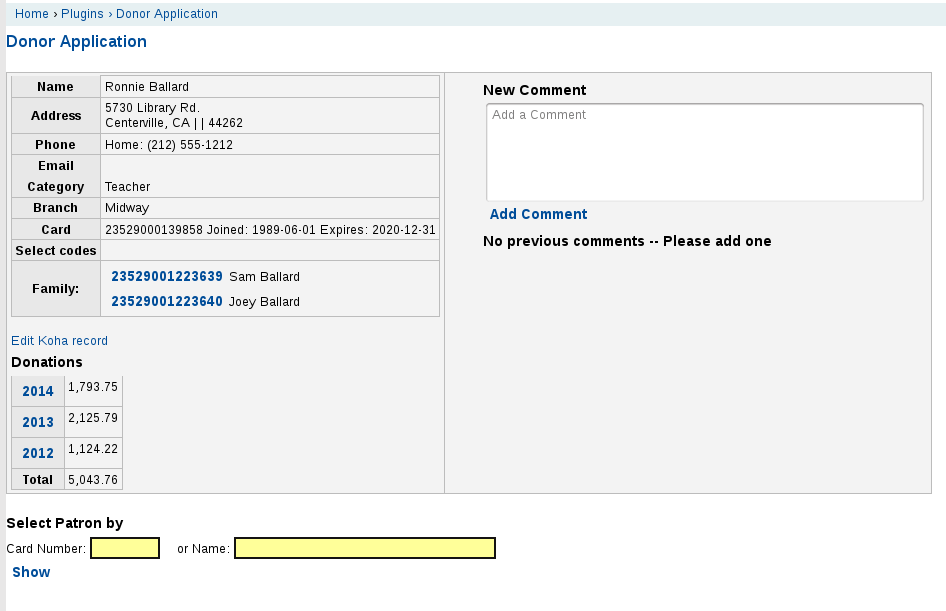 Home › Plugins › Donor Application
Donor Application
Name Ronnie Ballard
Address 5730 Library Rd.
Centerville, CA | | 44262
Phone Home: (212) 555-1212
Email
Category Teacher
Branch Midway
Card 23529000139858 Joined: 1989-06-01 Expires: 2020-12-31
Select codes
Family: 23529001223639 Sam Ballard
23529001223640 Joey Ballard
Edit Koha record
Donations
2014 1,793.75
2013 2,125.79
2012 1,124.22
Total 5,043.76
New Comment
Add a Comment
Add Comment
No previous comments -- Please add one
Select Patron by
Card Number: or Name:
Show